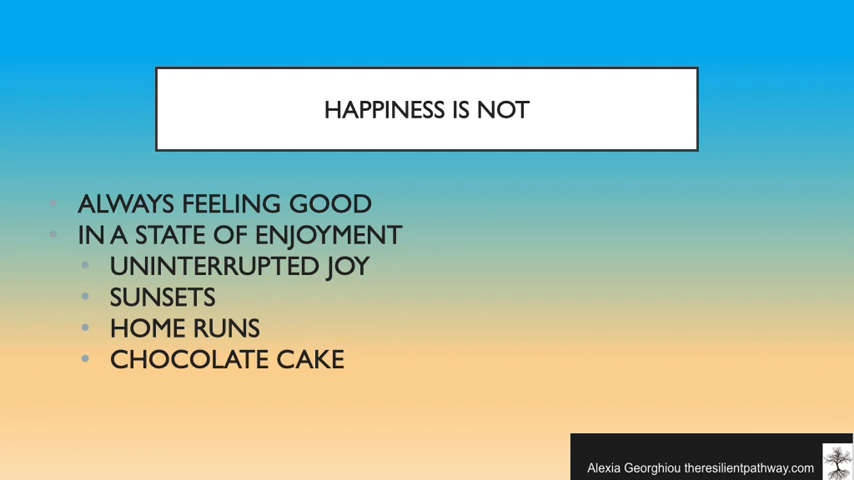 HAPPINESS IS NOT
ALWAYS FEELING GOOD
IN A STATE OF ENJOYMENT
UNINTERRUPTED JOY
SUNSETS
HOME RUNS
CHOCOLATE CAKE
Alexia Georghiou theresilientpathway.com